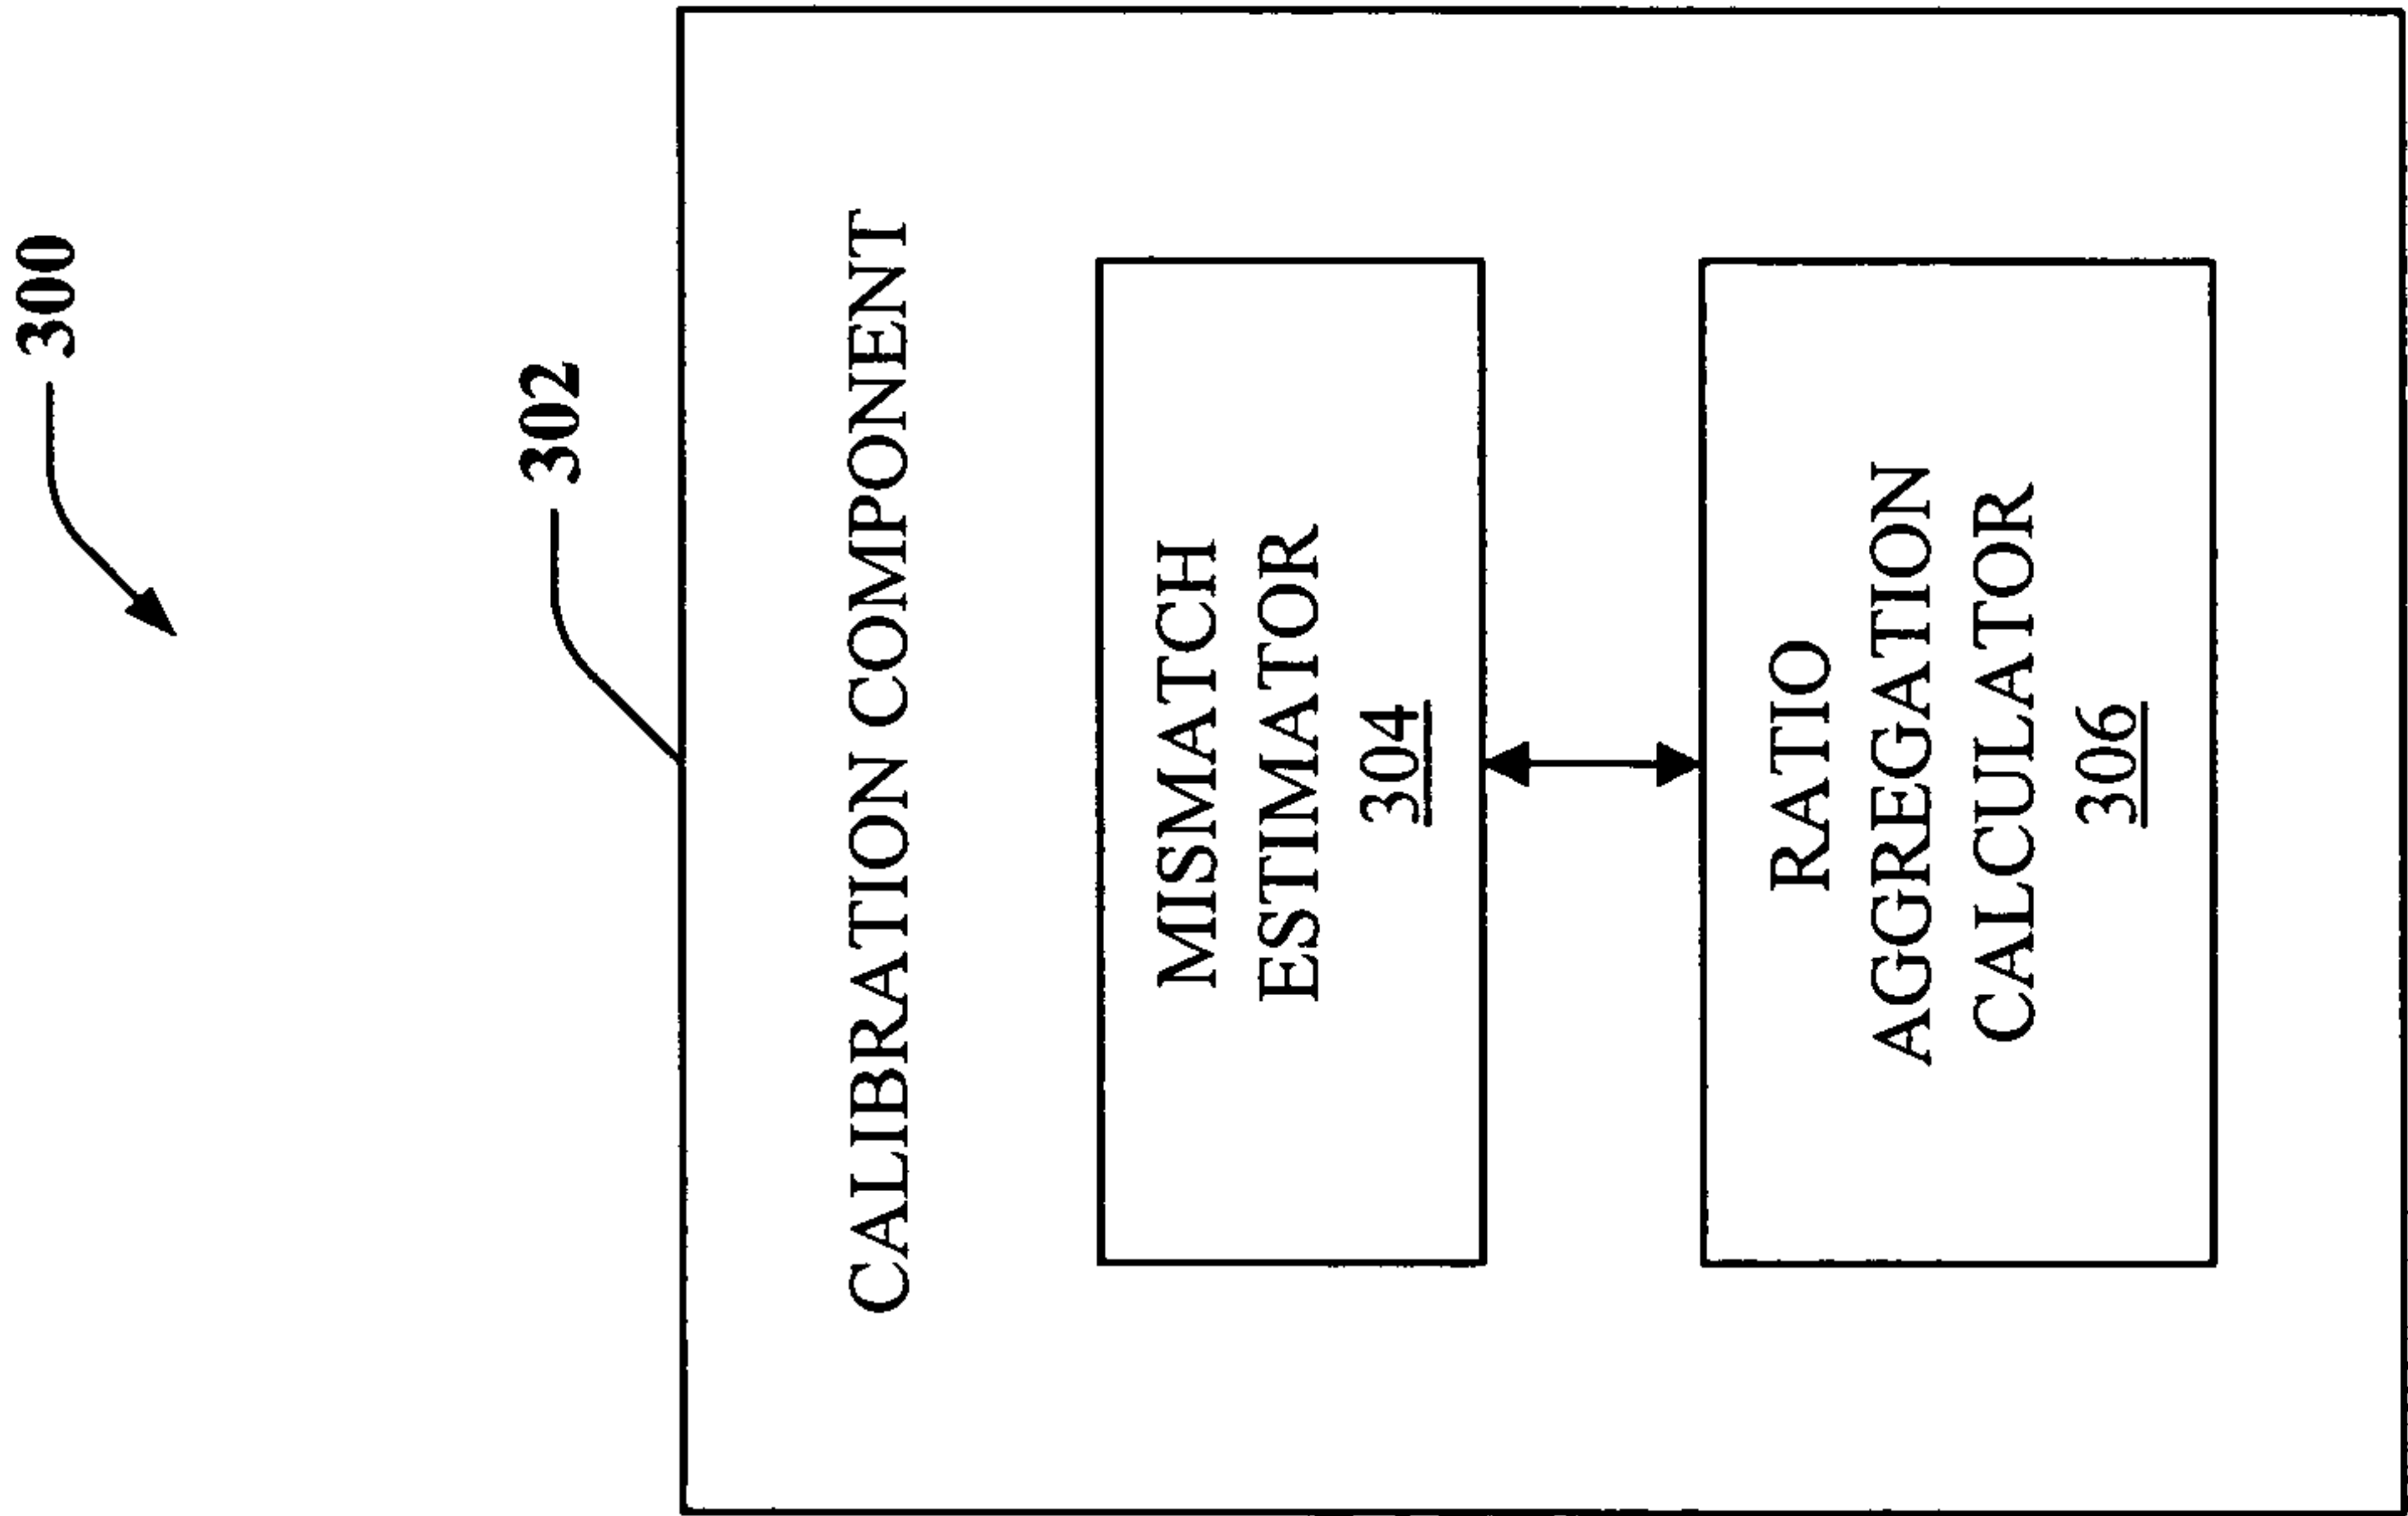 300
302
CALIBRATION COMPONENT
MISMATCH
ESTIMATOR
304
RATIO
AGGREGATION
CALCULATOR
306